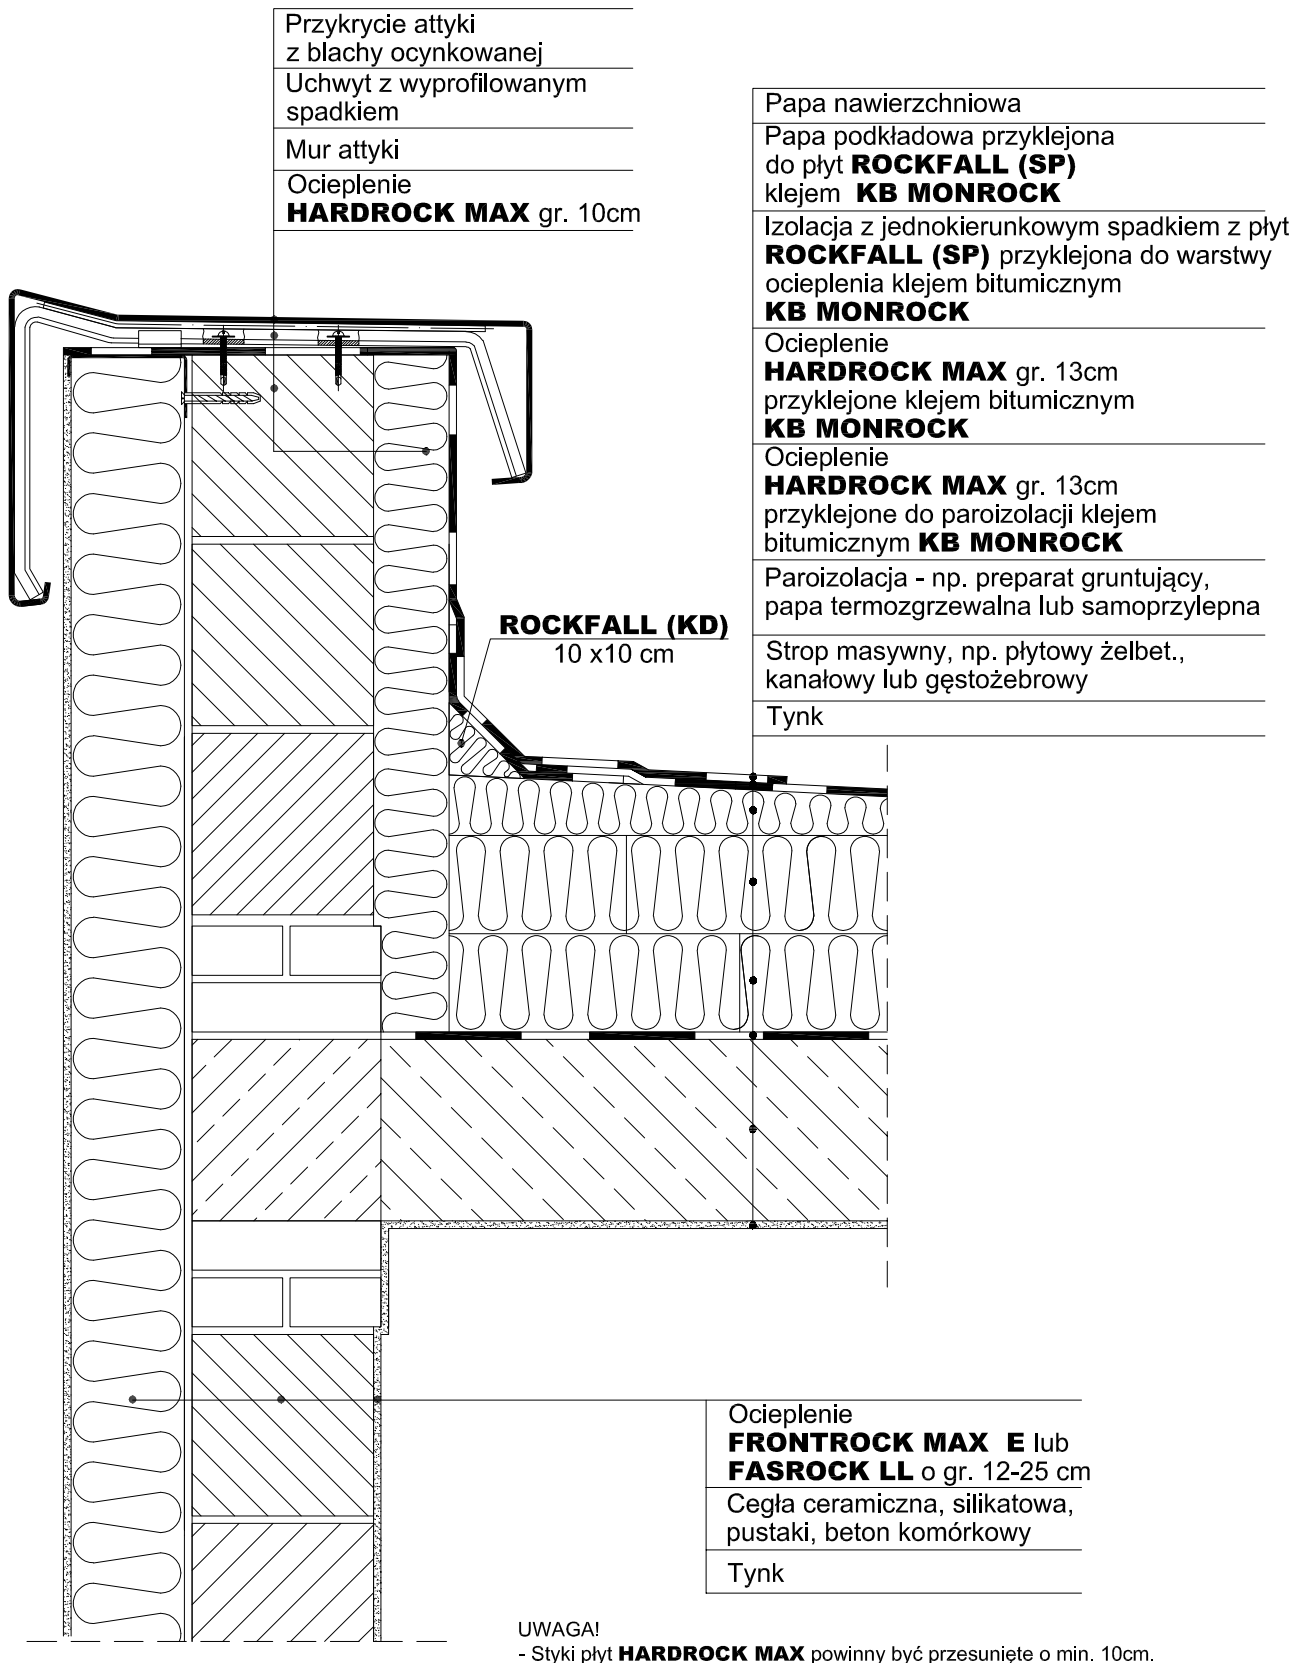 Przykrycie attyki
z blachy ocynkowanej
Uchwyt z wyprofilowanym
spadkiem
Mur attyki
Ocieplenie
HARDROCK MAX gr. 10cm
Papa nawierzchniowa
Papa podkładowa przyklejona
do płyt ROCKFALL (SP)
klejem KB MONROCK
Izolacja z jednokierunkowym spadkiem z płyt
ROCKFALL (SP) przyklejona do warstwy
ocieplenia klejem bitumicznym
KB MONROCK
Ocieplenie
HARDROCK MAX gr. 13cm
przyklejone klejem bitumicznym
KB MONROCK
Ocieplenie
HARDROCK MAX gr. 13cm
przyklejone do paroizolacji klejem
bitumicznym KB MONROCK
Paroizolacja - np. preparat gruntujący,
papa termozgrzewalna lub samoprzylepna
Strop masywny, np. płytowy żelbet.,
kanałowy lub gęstożebrowy
Tynk
ROCKFALL (KD)
10 x10 cm
Ocieplenie
FRONTROCK MAX E lub
FASROCK LL o gr. 12-25 cm
Cegła ceramiczna, silikatowa,
pustaki, beton komórkowy
Tynk
UWAGA!
- Styki płyt HARDROCK MAX powinny być przesunięte o min. 10cm.